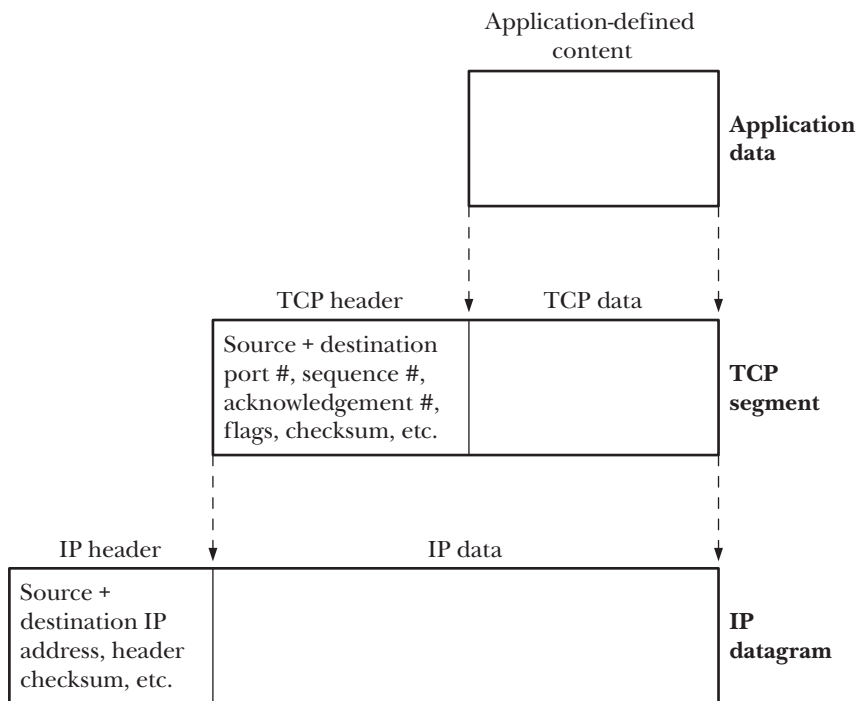 Application-defined
content
Application
data
TCP header
TCP data
Source + destination
port #, sequence #,
acknowledgement #,
flags, checksum, etc.
TCP
segment
IP header
IP data
Source +
destination IP
address, header
checksum, etc.
IP
datagram